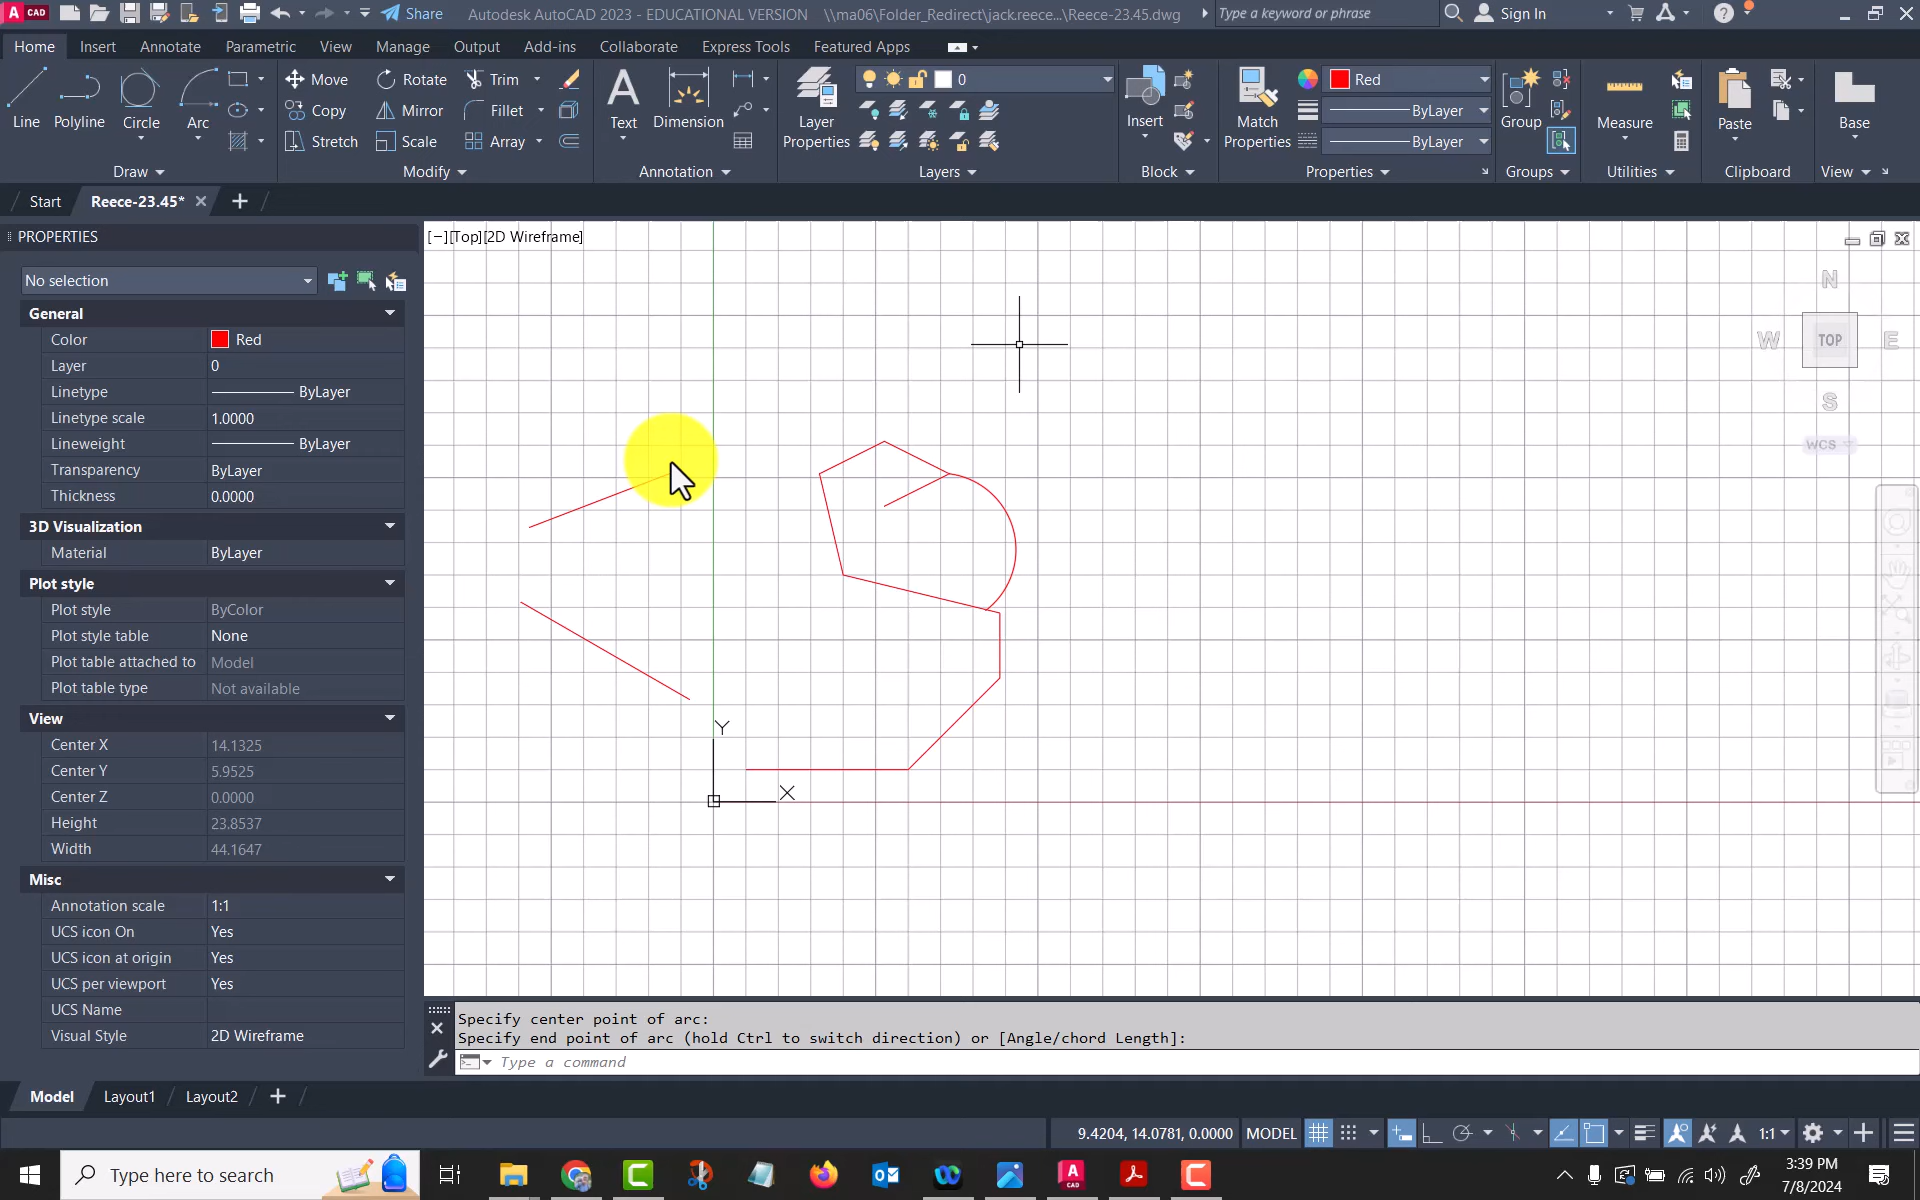 A CAD
Share
Autodesk AutoCAD 2023 - EDUCATIONAL VERSION \\ma06\Folder_Redirect\jack.reece...\Reece-23.45.dwg
Type a keyword or phrase
Sign In
Home Insert Annotate Parametric View Manage Output Add-ins Collaborate Express Tools Featured Apps
Line Polyline Circle Arc
Move Rotate Trim
Copy Mirror Fillet
Stretch Scale Array
Text Dimension
Layer Properties
0
Insert
Match Properties
Red
ByLayer
ByLayer
Group
Measure
Paste
Base
Draw Modify Annotation Layers Block Properties Groups Utilities Clipboard View
Start Reece-23.45*
PROPERTIES
No selection
General
Color Red
Layer 0
Linetype ByLayer
Linetype scale 1.0000
Lineweight ByLayer
Transparency ByLayer
Thickness 0.0000
3D Visualization
Material ByLayer
Plot style
Plot style ByColor
Plot style table None
Plot table attached to Model
Plot table type Not available
View
Center X 14.1325
Center Y 5.9525
Center Z 0.0000
Height 23.8537
Width 44.1647
Misc
Annotation scale 1:1
UCS icon On Yes
UCS icon at origin Yes
UCS per viewport Yes
UCS Name
Visual Style 2D Wireframe
[−][Top][2D Wireframe]
N
W TOP E
S
WCS
Y
X
Specify center point of arc:
Specify end point of arc (hold Ctrl to switch direction) or [Angle/chord Length]:
Type a command
Model Layout1 Layout2
9.4204, 14.0781, 0.0000 MODEL 1:1
Type here to search
3:39 PM
7/8/2024